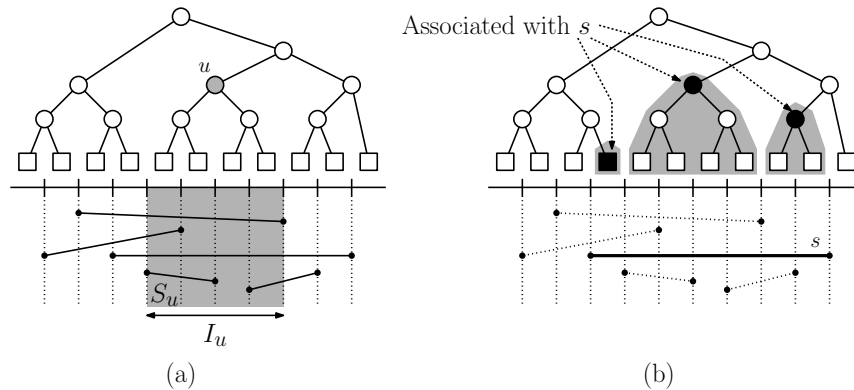 Associated with s
u
s
S_u
I_u
(a)
(b)